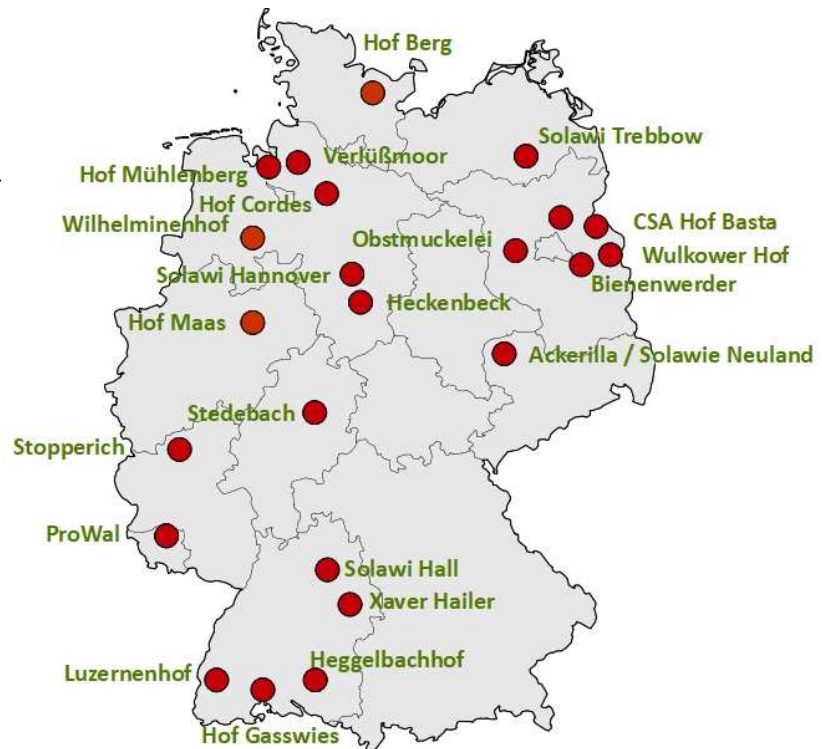 Hof Berg
Solawi Trebbow
Verlüßmoor
Hof Mühlenberg
Hof Cordes
Wilhelminenhof
CSA Hof Basta
Obstmuckelei
Wulkower Hof
Solawi Hannover
Bienenwerder
Heckenbeck
Hof Maas
Ackerilla / Solawie Neuland
Stedebach
Stopperich
ProWal
Solawi Hall
Xaver Hailer
Heggelbachhof
Luzernenhof
Hof Gasswies